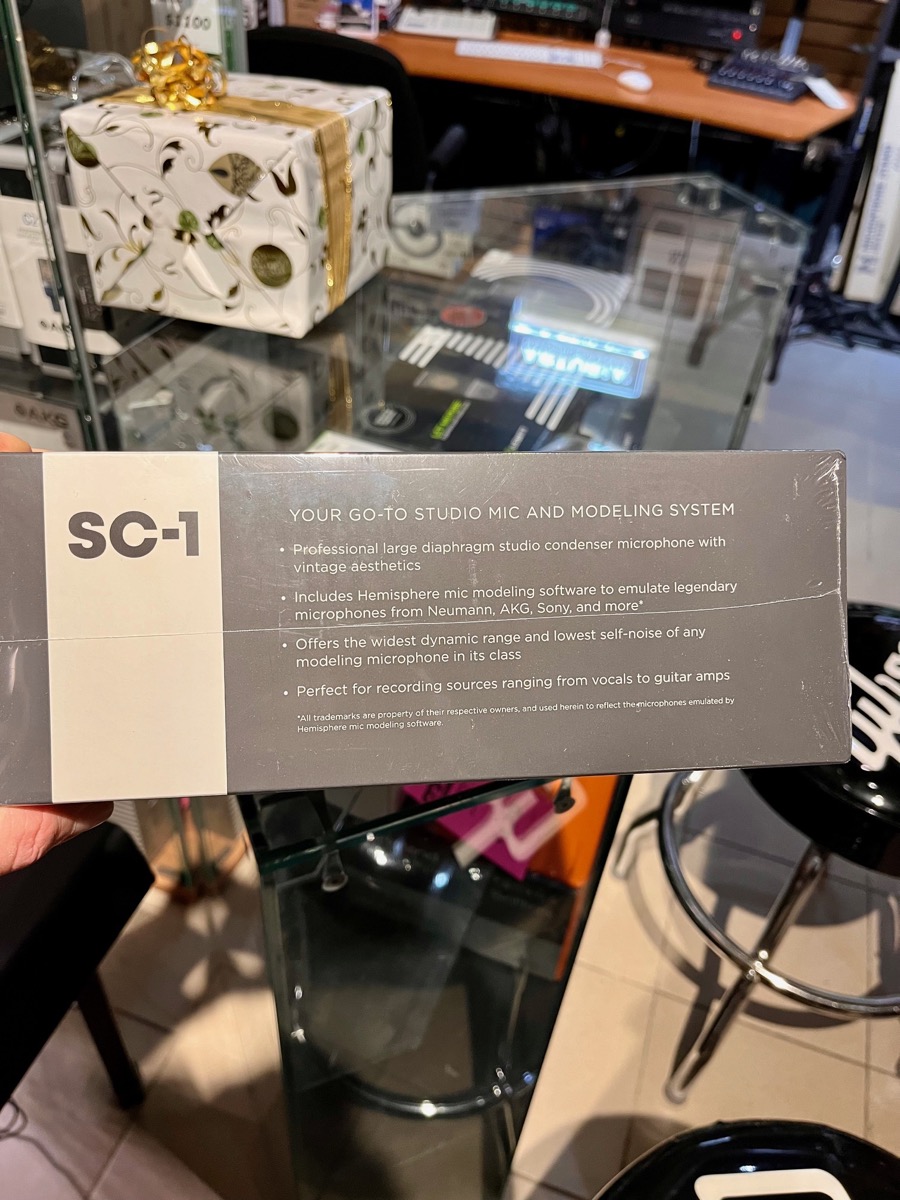 AKG
SC-1
YOUR GO-TO STUDIO MIC AND MODELING SYSTEM
• Professional large diaphragm studio condenser microphone with
vintage aesthetics
• Includes Hemisphere mic modeling software to emulate legendary
microphones from Neumann, AKG, Sony, and more*
• Offers the widest dynamic range and lowest self-noise of any
modeling microphone in its class
• Perfect for recording sources ranging from vocals to guitar amps
*All trademarks are property of their respective owners, and used herein to reflect the microphones emulated by
Hemisphere mic modeling software.